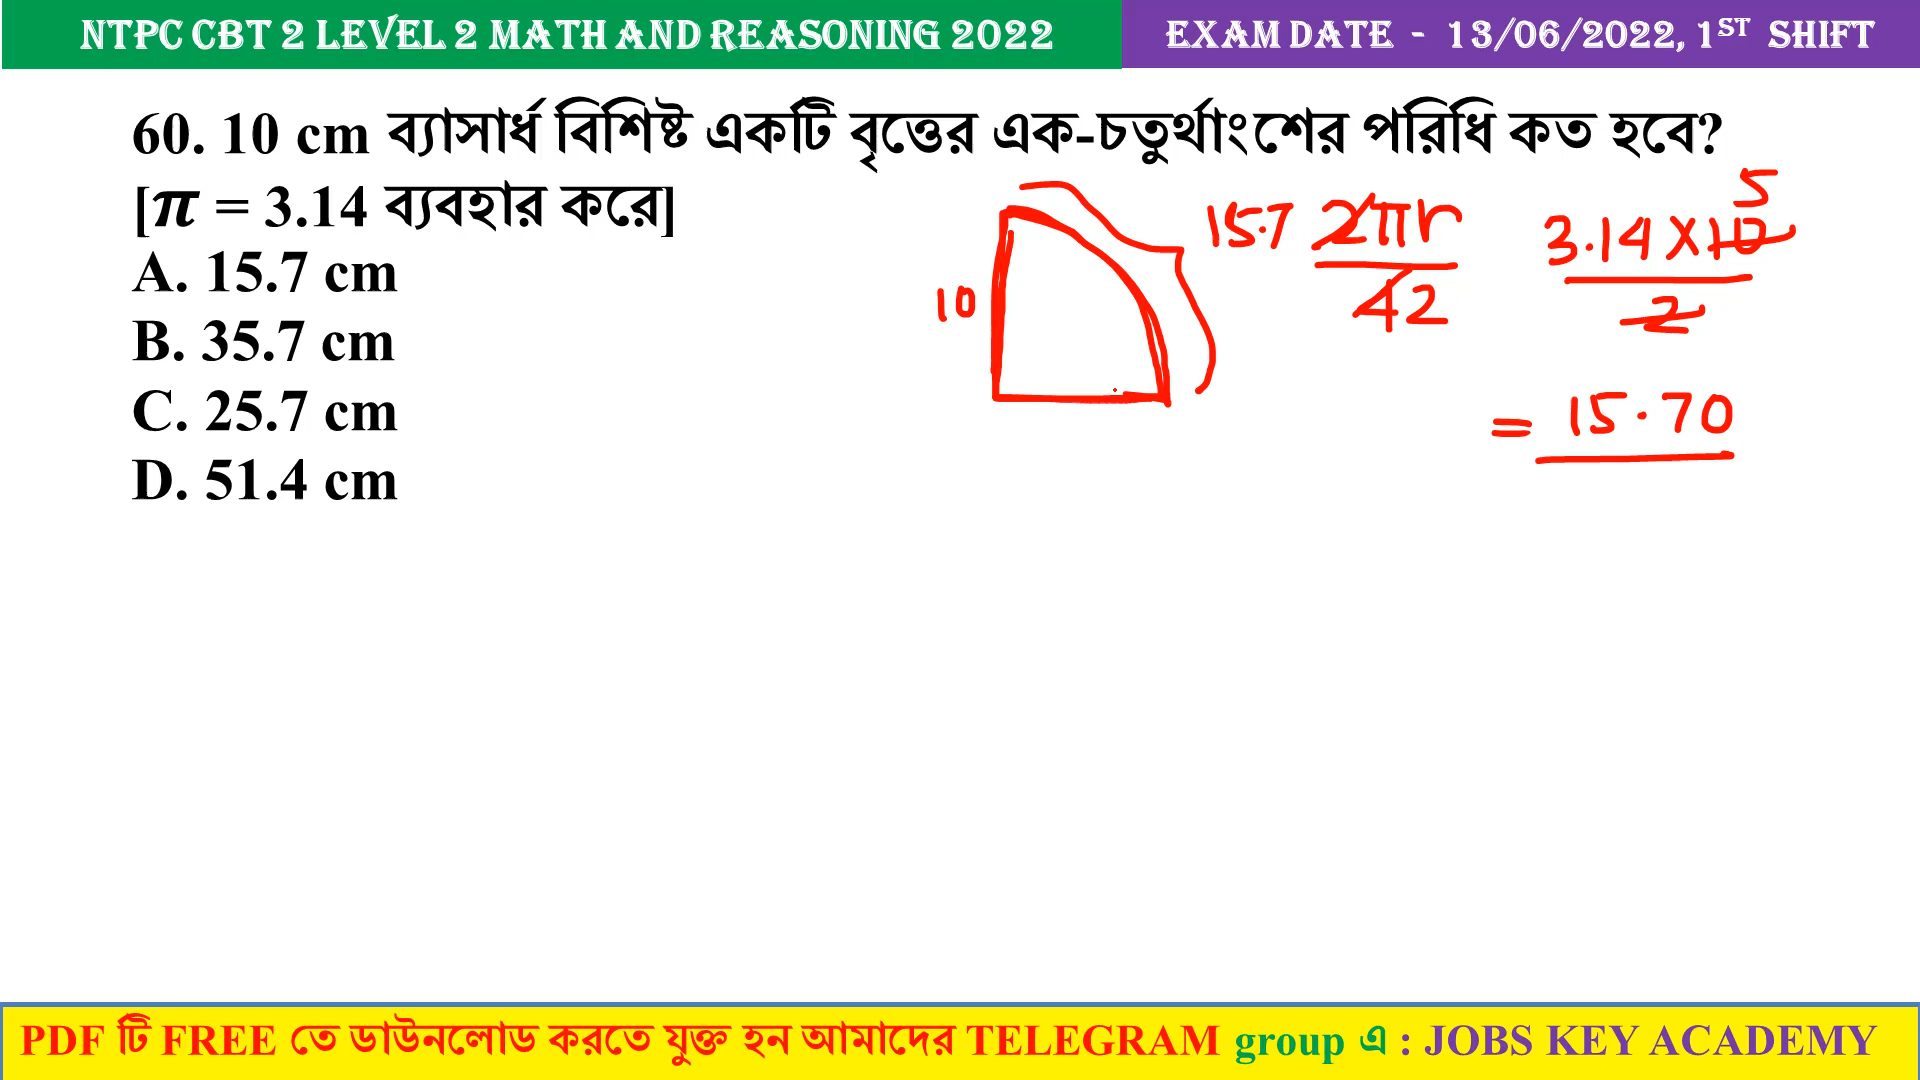 NTPC CBT 2 LEVEL 2 MATH AND REASONING 2022
EXAM DATE - 13/06/2022, 1ST SHIFT
60. 10 cm ব্যাসার্ধ বিশিষ্ট একটি বৃত্তের এক-চতুর্থাংশের পরিধি কত হবে?
[π = 3.14 ব্যবহার করে]
A. 15.7 cm
B. 35.7 cm
C. 25.7 cm
D. 51.4 cm
10
15.7
2πr
42
5
3.14 × 10
2
= 15.70
PDF টি FREE তে ডাউনলোড করতে যুক্ত হন আমাদের TELEGRAM group এ : JOBS KEY ACADEMY